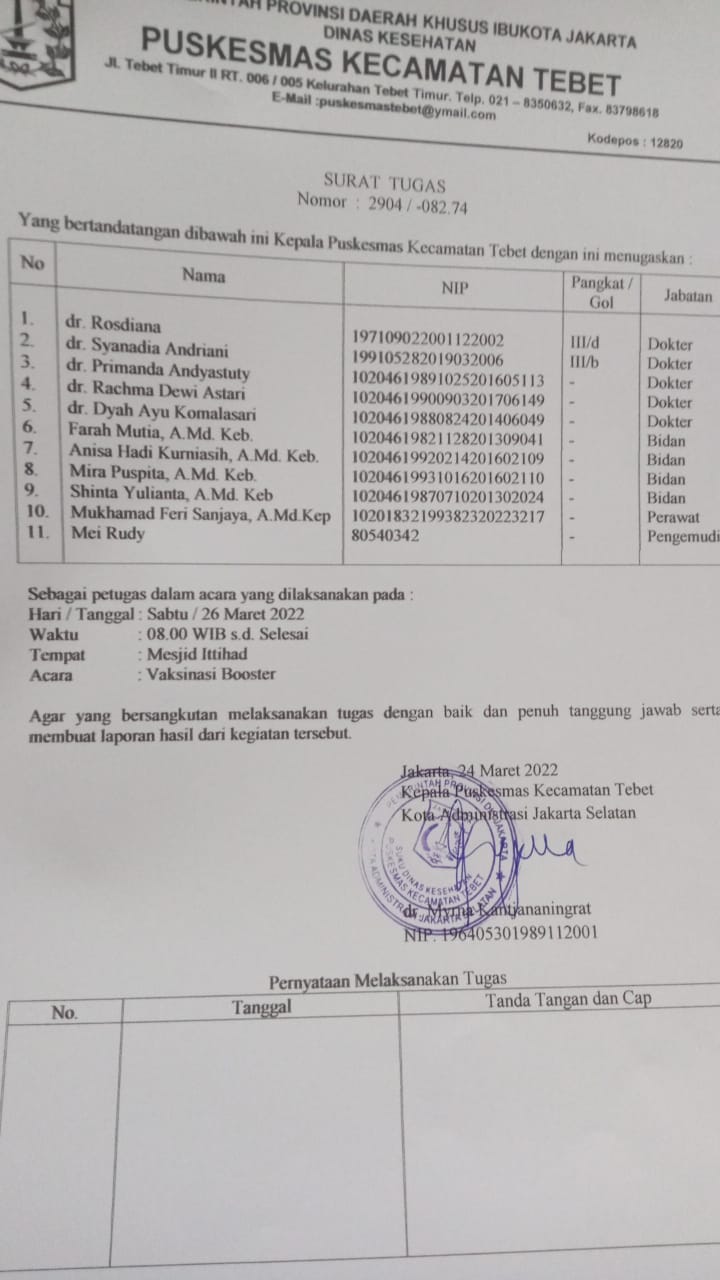 PROVINSI DAERAH KHUSUS IBUKOTA JAKARTA
DINAS KESEHATAN
PUSKESMAS KECAMATAN TEBET
Jl. Tebet Timur II RT. 006 / 005 Kelurahan Tebet Timur. Telp. 021 – 8350632, Fax. 83798618
E-Mail :puskesmastebet@ymail.com
Kodepos : 12820
SURAT TUGAS
Nomor : 2904 / -082.74
Yang bertandatangan dibawah ini Kepala Puskesmas Kecamatan Tebet dengan ini menugaskan :
No Nama NIP Pangkat / Gol Jabatan
1. dr. Rosdiana 197109022001122002 III/d Dokter
2. dr. Syanadia Andriani 199105282019032006 III/b Dokter
3. dr. Primanda Andyastuty 10204619891025201605113 - Dokter
4. dr. Rachma Dewi Astari 10204619900903201706149 - Dokter
5. dr. Dyah Ayu Komalasari 10204619880824201406049 - Dokter
6. Farah Mutia, A.Md. Keb. 10204619821128201309041 - Bidan
7. Anisa Hadi Kurniasih, A.Md. Keb. 10204619920214201602109 - Bidan
8. Mira Puspita, A.Md. Keb. 10204619931016201602110 - Bidan
9. Shinta Yulianta, A.Md. Keb 10204619870710201302024 - Bidan
10. Mukhamad Feri Sanjaya, A.Md.Kep 10201832199382320223217 - Perawat
11. Mei Rudy 80540342 - Pengemudi
Sebagai petugas dalam acara yang dilaksanakan pada :
Hari / Tanggal : Sabtu / 26 Maret 2022
Waktu : 08.00 WIB s.d. Selesai
Tempat : Mesjid Ittihad
Acara : Vaksinasi Booster
Agar yang bersangkutan melaksanakan tugas dengan baik dan penuh tanggung jawab serta
membuat laporan hasil dari kegiatan tersebut.
Jakarta, 24 Maret 2022
Kepala Puskesmas Kecamatan Tebet
Kota Administrasi Jakarta Selatan
SUKU DINAS KESEHATAN
PUSKESMAS KECAMATAN TEBET
dr. Myrna Kantjananingrat
NIP. 196405301989112001
Pernyataan Melaksanakan Tugas
No. Tanggal Tanda Tangan dan Cap